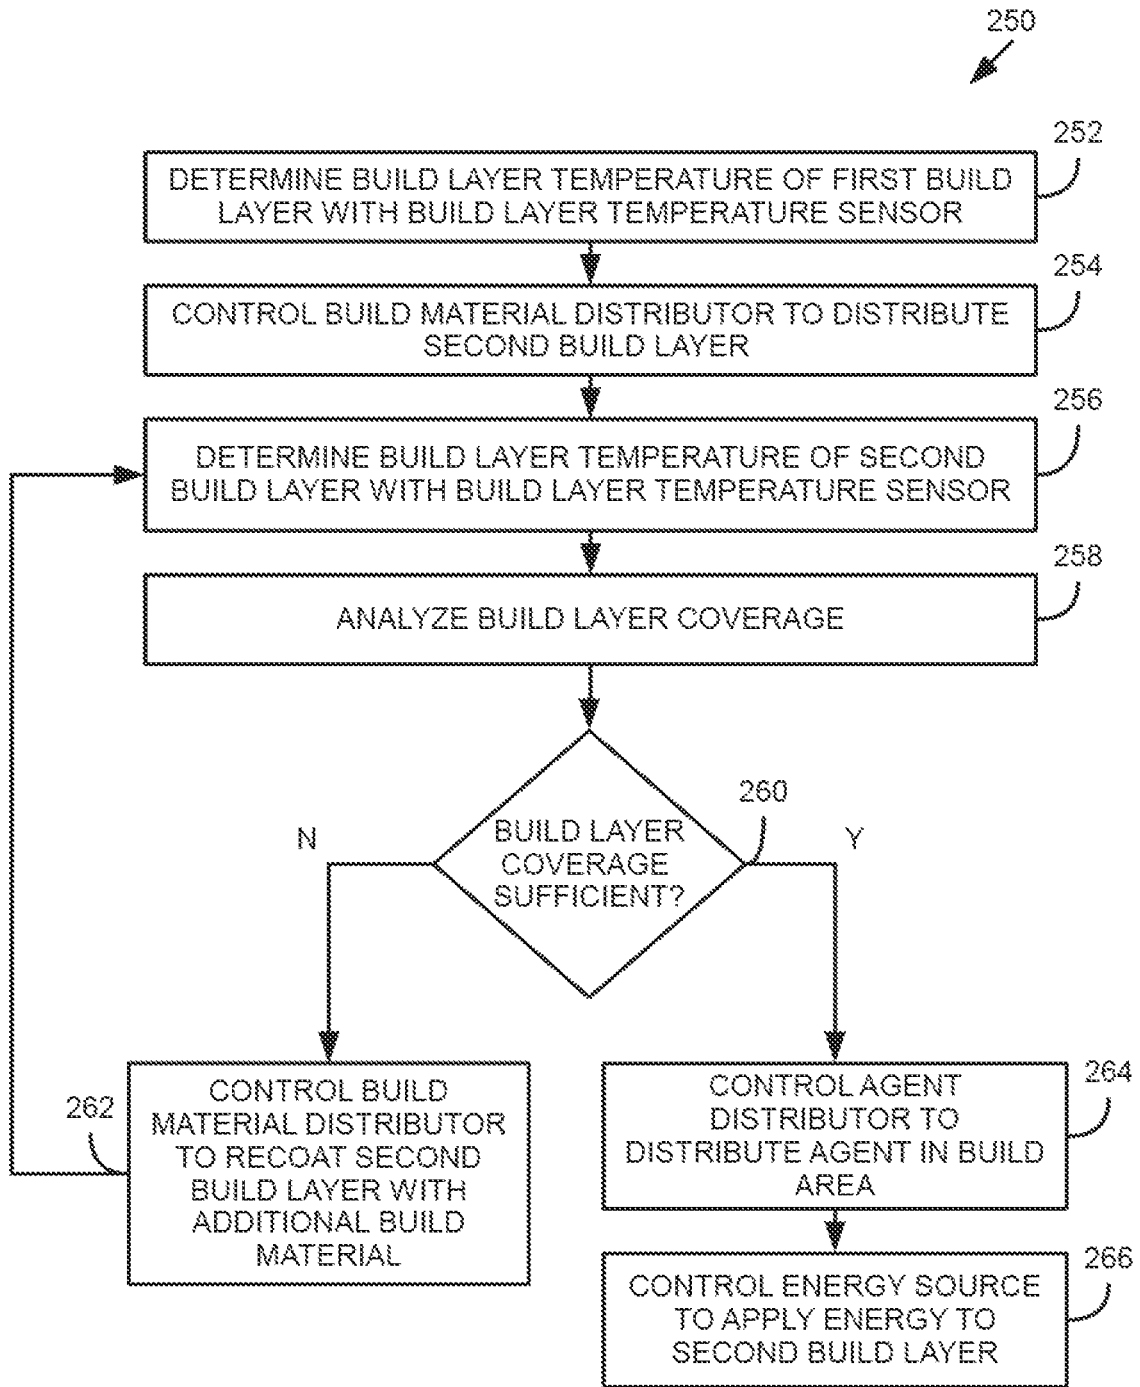 250
252
DETERMINE BUILD LAYER TEMPERATURE OF FIRST BUILD
LAYER WITH BUILD LAYER TEMPERATURE SENSOR
254
CONTROL BUILD MATERIAL DISTRIBUTOR TO DISTRIBUTE
SECOND BUILD LAYER
256
DETERMINE BUILD LAYER TEMPERATURE OF SECOND
BUILD LAYER WITH BUILD LAYER TEMPERATURE SENSOR
258
ANALYZE BUILD LAYER COVERAGE
260
BUILD LAYER
COVERAGE
SUFFICIENT?
N
Y
262
CONTROL BUILD
MATERIAL DISTRIBUTOR
TO RECOAT SECOND
BUILD LAYER WITH
ADDITIONAL BUILD
MATERIAL
264
CONTROL AGENT
DISTRIBUTOR TO
DISTRIBUTE AGENT IN BUILD
AREA
266
CONTROL ENERGY SOURCE
TO APPLY ENERGY TO
SECOND BUILD LAYER